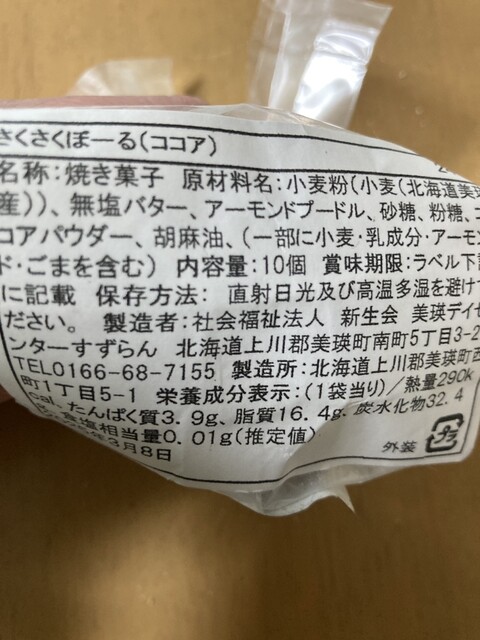 さくさくぼーる(ココア)
名称:焼き菓子 原材料名:小麦粉(小麦(北海道美瑛
産))、無塩バター、アーモンドプードル、砂糖、粉糖、コ
コアパウダー、胡麻油、(一部に小麦・乳成分・アーモン
ド・ごまを含む) 内容量:10個 賞味期限:ラベル下部
に記載 保存方法: 直射日光及び高温多湿を避けて
ださい。 製造者:社会福祉法人 新生会 美瑛デイセ
ンターすずらん 北海道上川郡美瑛町南町5丁目3-2
TEL0166-68-7155 製造所:北海道上川郡美瑛町西
町1丁目5-1 栄養成分表示:(1袋当り)/熱量290k
cal、たんぱく質3.9g、脂質16.4g、炭水化物32.4
食塩相当量0.01g(推定値)
3月8日
外装 プラ